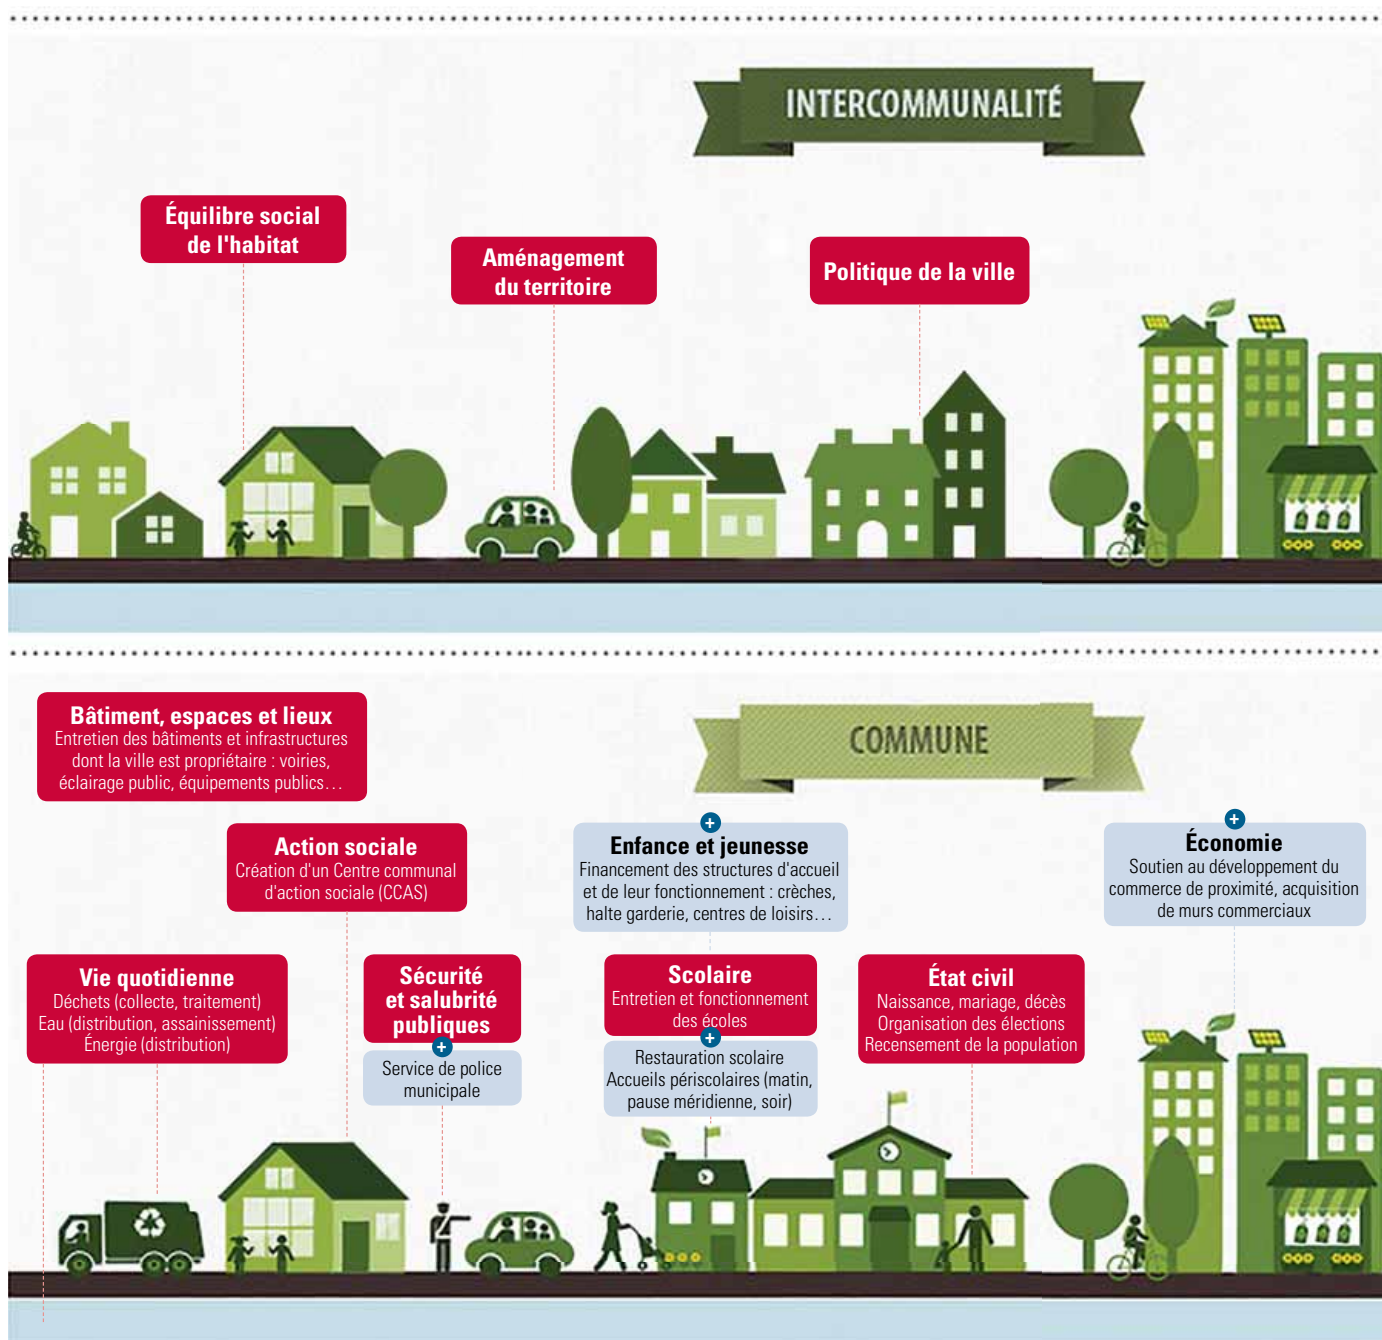 INTERCOMMUNALITÉ
Équilibre social
de l'habitat
Aménagement
du territoire
Politique de la ville
Bâtiment, espaces et lieux
Entretien des bâtiments et infrastructures
dont la ville est propriétaire : voiries,
éclairage public, équipements publics…
COMMUNE
Action sociale
Création d'un Centre communal
d'action sociale (CCAS)
+
Enfance et jeunesse
Financement des structures d'accueil
et de leur fonctionnement : crèches,
halte garderie, centres de loisirs…
+
Économie
Soutien au développement du
commerce de proximité, acquisition
de murs commerciaux
Vie quotidienne
Déchets (collecte, traitement)
Eau (distribution, assainissement)
Énergie (distribution)
Sécurité
et salubrité
publiques
+
Service de police
municipale
Scolaire
Entretien et fonctionnement
des écoles
+
Restauration scolaire
Accueils périscolaires (matin,
pause méridienne, soir)
État civil
Naissance, mariage, décès
Organisation des élections
Recensement de la population